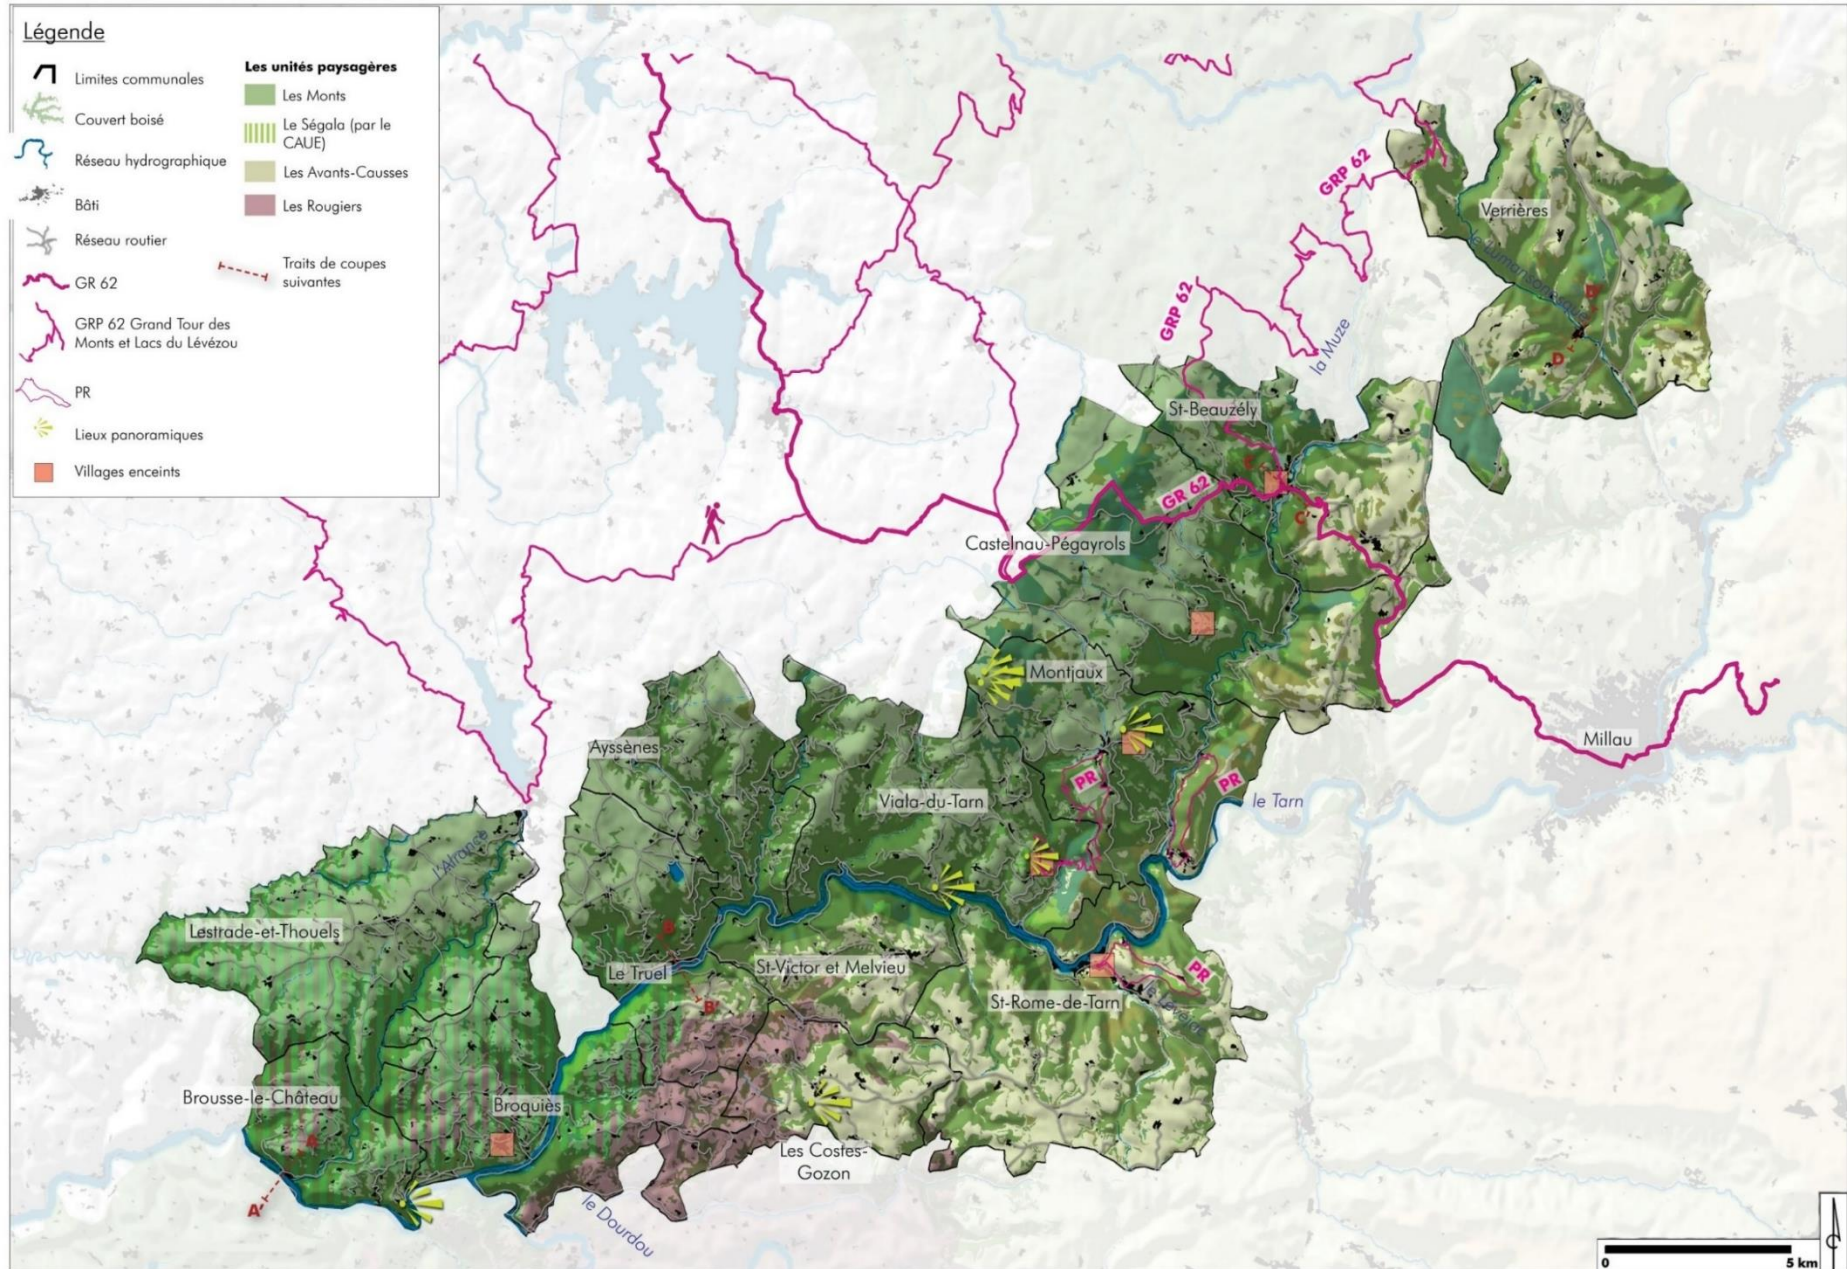 Légende
Limites communales
Couvert boisé
Réseau hydrographique
Bâti
Réseau routier
GR 62
GRP 62 Grand Tour des
Monts et Lacs du Lévézou
PR
Lieux panoramiques
Villages enceints
Les unités paysagères
Les Monts
Le Ségala (par le
CAUE)
Les Avants-Causses
Les Rougiers
Traits de coupes
suivantes
GRP 62
Verrières
D
GRP 62
la Muze
St-Beauzély
C
GR 62
C'
Castelnau-Pégayrols
Montjaux
Millau
Ayssènes
PR
PR
Viala-du-Tarn
le Tarn
l'Alrance
Lestrade-et-Thouels
B
Le Truel
St-Victor et Melvieu
PR
B'
St-Rome-de-Tarn
Brousse-le-Château
Broquiès
A
Les Costes-
Gozon
A'
le Dourdou
0
5 km